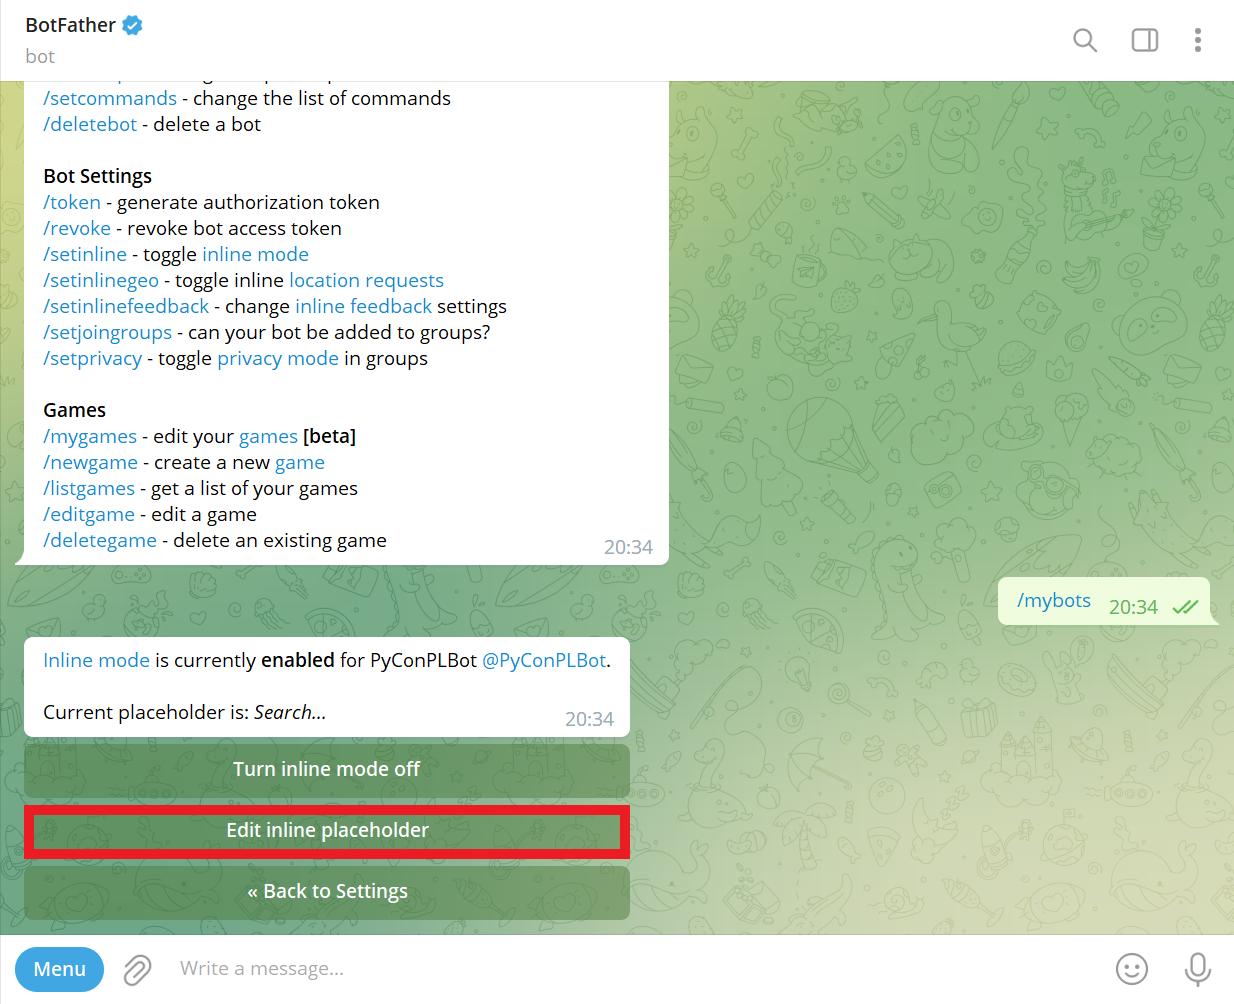 BotFather
bot
/setcommands - change the list of commands
/deletebot - delete a bot
Bot Settings
/token - generate authorization token
/revoke - revoke bot access token
/setinline - toggle inline mode
/setinlinegeo - toggle inline location requests
/setinlinefeedback - change inline feedback settings
/setjoingroups - can your bot be added to groups?
/setprivacy - toggle privacy mode in groups
Games
/mygames - edit your games [beta]
/newgame - create a new game
/listgames - get a list of your games
/editgame - edit a game
/deletegame - delete an existing game
20:34
/mybots 20:34
Inline mode is currently enabled for PyConPLBot @PyConPLBot.
Current placeholder is: Search...
20:34
Turn inline mode off
Edit inline placeholder
« Back to Settings
Menu
Write a message...